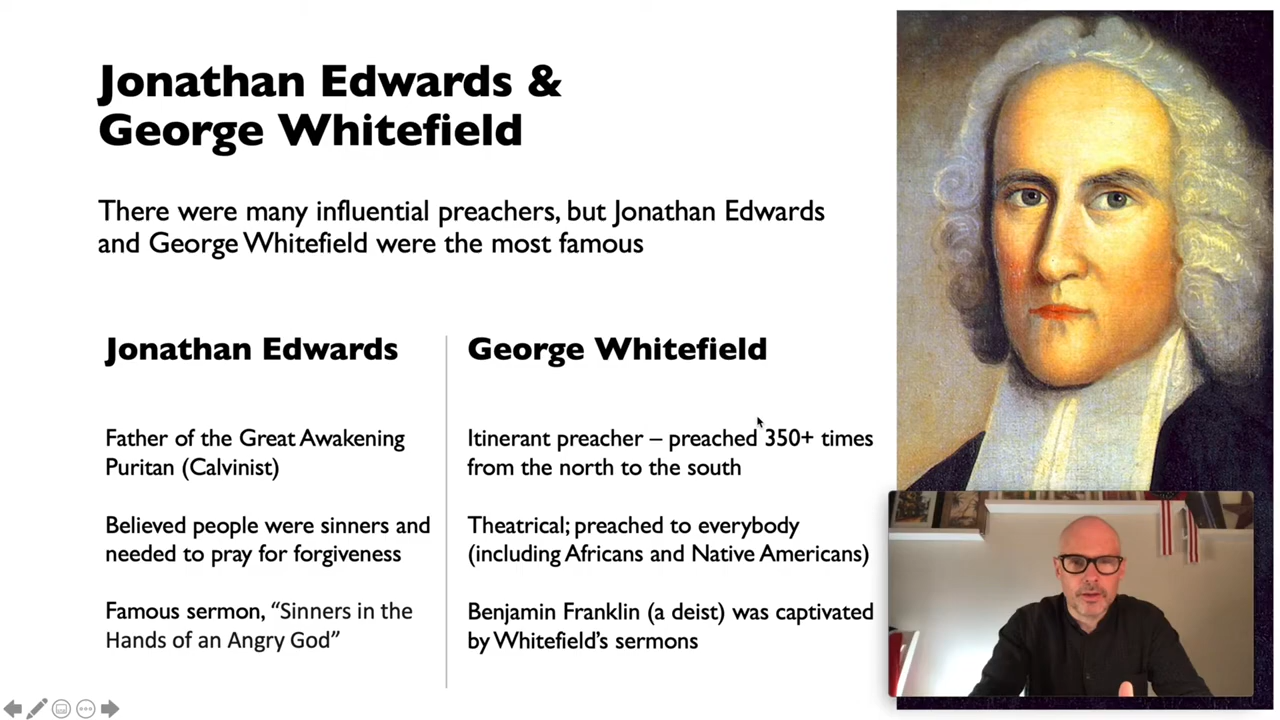 Jonathan Edwards &
George Whitefield
There were many influential preachers, but Jonathan Edwards
and George Whitefield were the most famous
Jonathan Edwards
Father of the Great Awakening
Puritan (Calvinist)
Believed people were sinners and
needed to pray for forgiveness
Famous sermon, “Sinners in the
Hands of an Angry God”
George Whitefield
Itinerant preacher – preached 350+ times
from the north to the south
Theatrical; preached to everybody
(including Africans and Native Americans)
Benjamin Franklin (a deist) was captivated
by Whitefield’s sermons